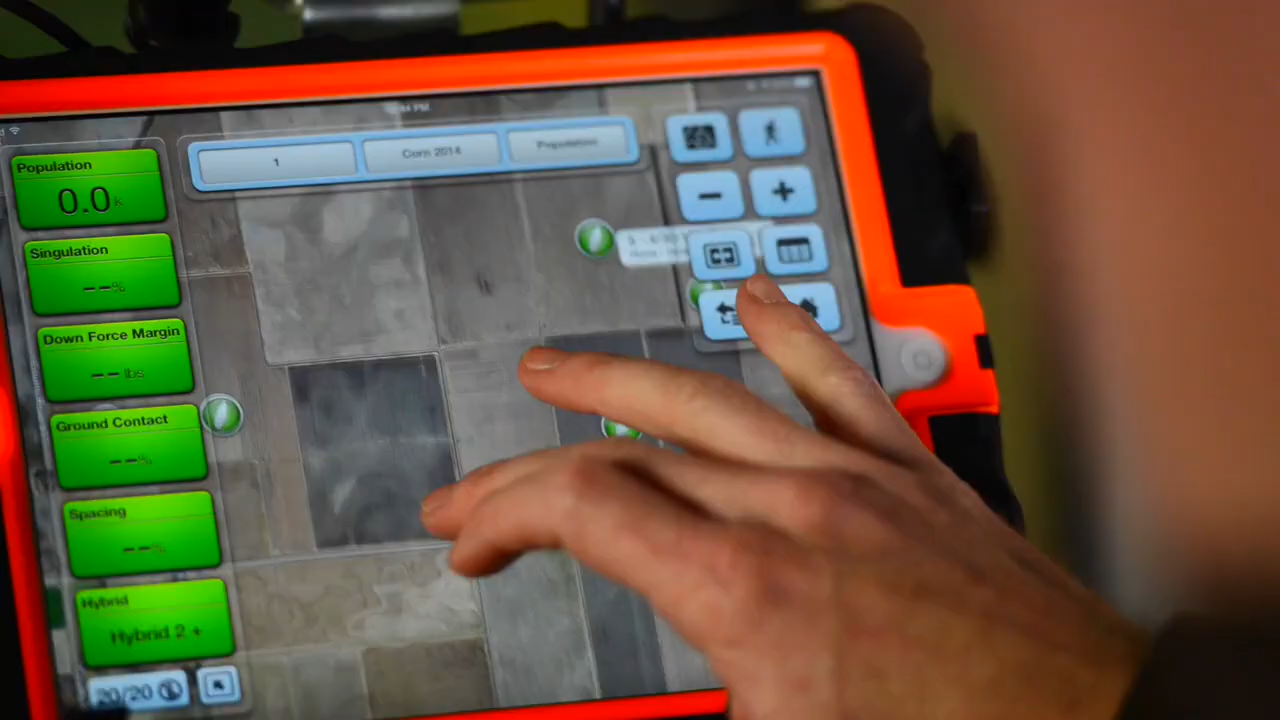 1
Corn 2014
Population
Population
0.0 k
Singulation
--%
Down Force Margin
-- lbs
Ground Contact
--%
Spacing
--%
Hybrid
Hybrid 2 +
20/20